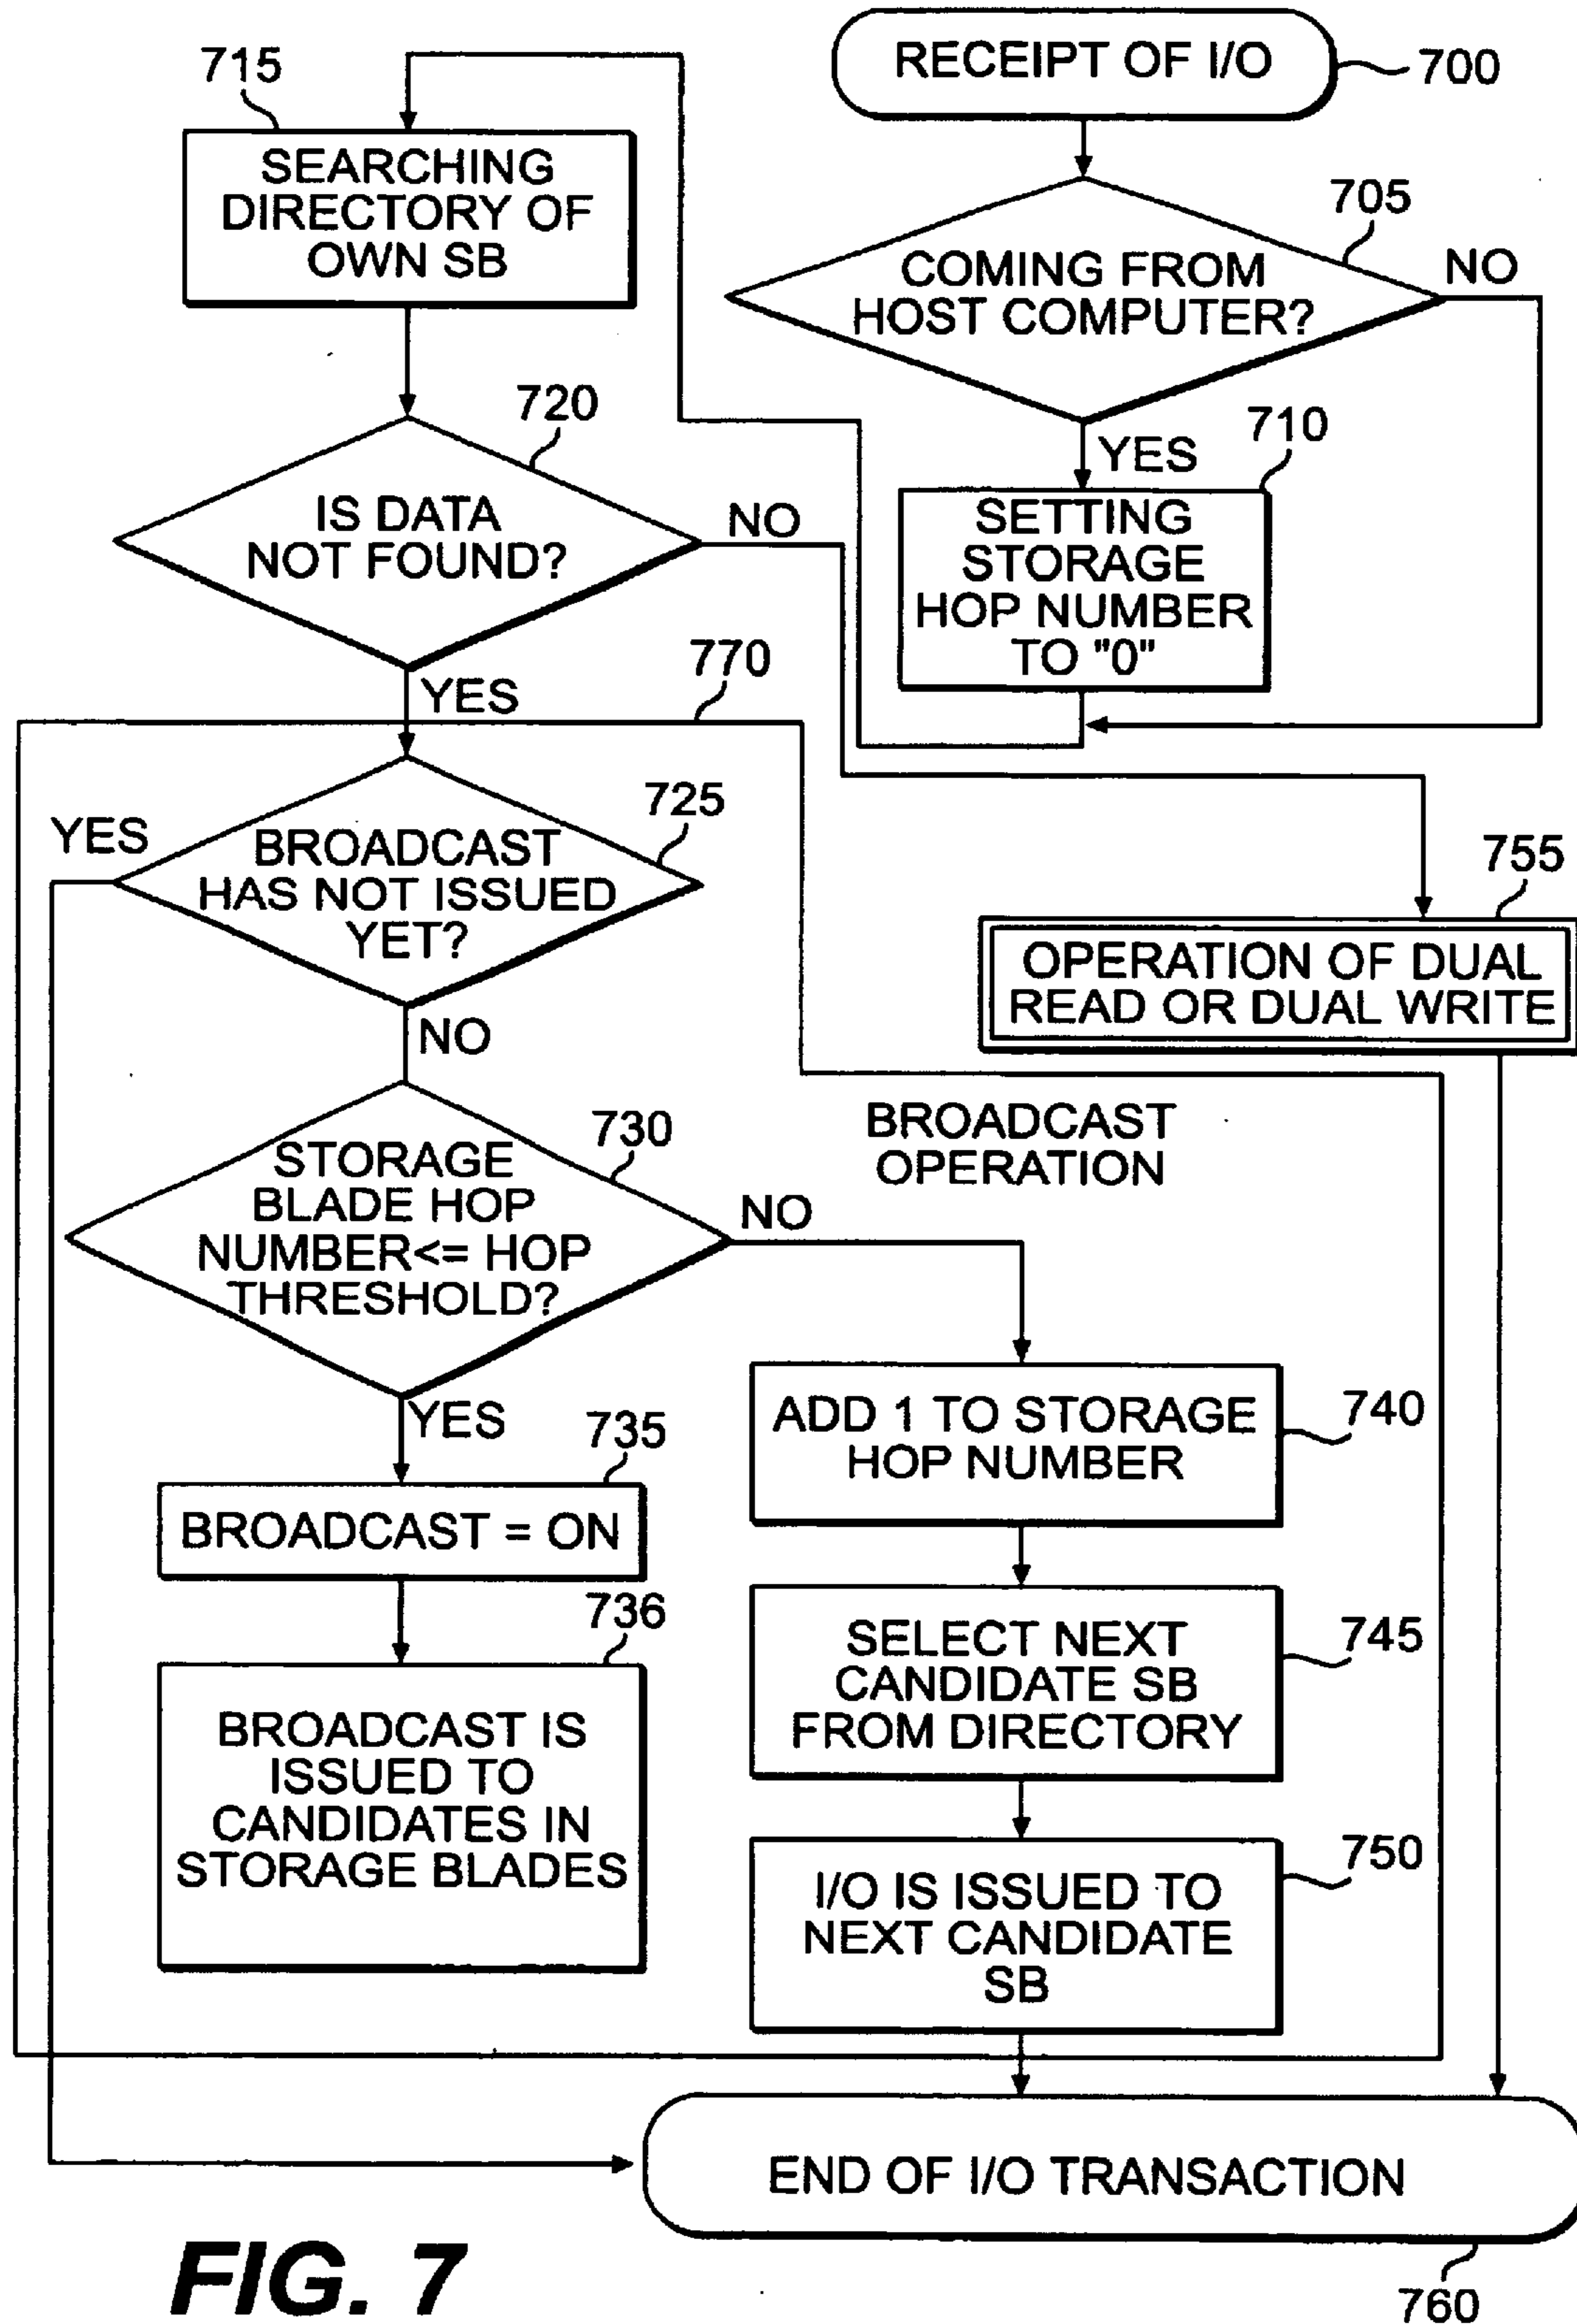 RECEIPT OF I/O
700
COMING FROM
HOST COMPUTER?
705
NO
YES
710
SETTING
STORAGE
HOP NUMBER
TO "0"
715
SEARCHING
DIRECTORY OF
OWN SB
720
IS DATA
NOT FOUND?
NO
YES
770
725
YES
BROADCAST
HAS NOT ISSUED
YET?
NO
755
OPERATION OF DUAL
READ OR DUAL WRITE
BROADCAST
OPERATION
730
STORAGE
BLADE HOP
NUMBER<= HOP
THRESHOLD?
NO
YES
735
BROADCAST = ON
736
BROADCAST IS
ISSUED TO
CANDIDATES IN
STORAGE BLADES
ADD 1 TO STORAGE
HOP NUMBER
740
SELECT NEXT
CANDIDATE SB
FROM DIRECTORY
745
I/O IS ISSUED TO
NEXT CANDIDATE
SB
750
END OF I/O TRANSACTION
760
FIG. 7